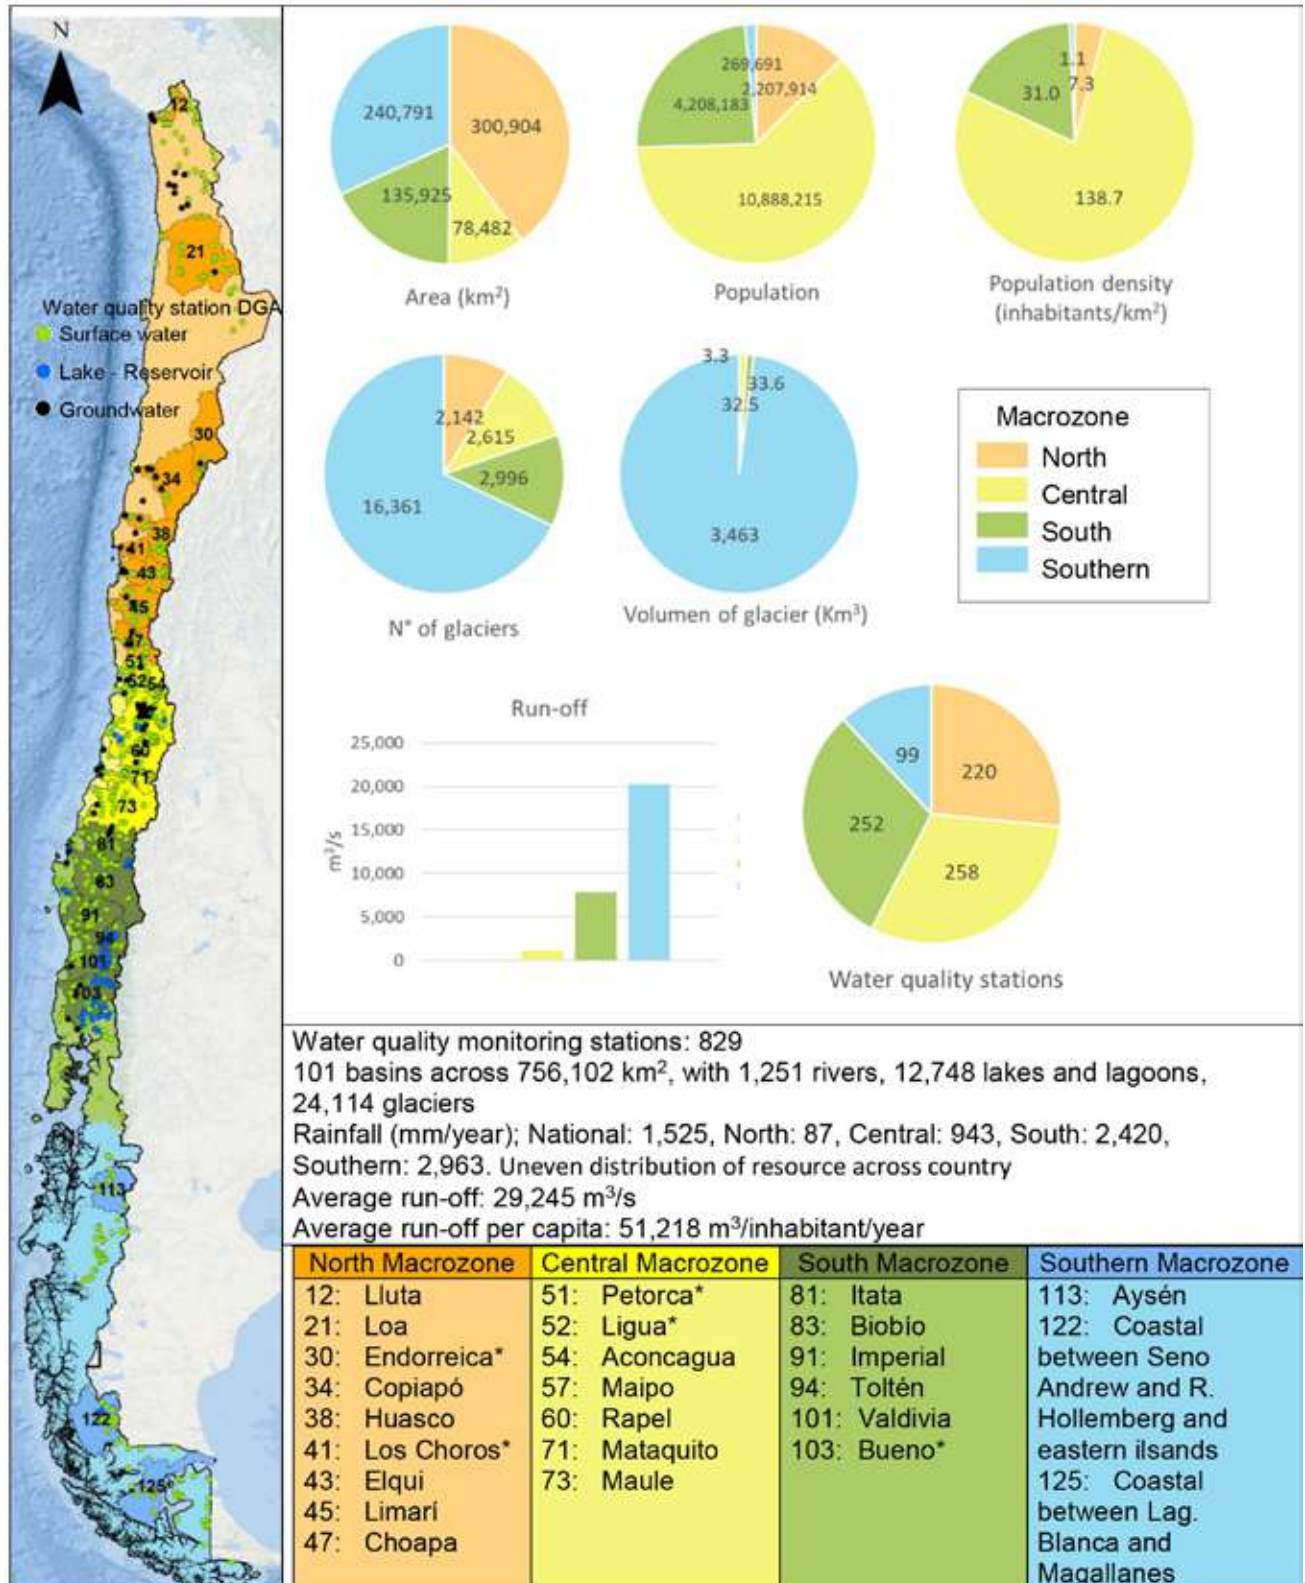 N
12
21
Water quality station DGA
Surface water
Lake - Reservoir
Groundwater
30
34
38
41
43
45
47
51
52 54
60
71
73
81
83
91
94
101
103
113
122
125
240,791
300,904
135,925
78,482
Area (km²)
269,691
2,207,914
4,208,183
10,888,215
Population
1.1
7.3
31.0
138.7
Population density
(inhabitants/km²)
2,142
2,615
2,996
16,361
N° of glaciers
3.3
33.6
32.5
3,463
Volumen of glacier (Km³)
Macrozone
North
Central
South
Southern
Run-off
25,000
20,000
15,000
10,000
5,000
0
m³/s
99
220
252
258
Water quality stations
Water quality monitoring stations: 829
101 basins across 756,102 km², with 1,251 rivers, 12,748 lakes and lagoons,
24,114 glaciers
Rainfall (mm/year); National: 1,525, North: 87, Central: 943, South: 2,420,
Southern: 2,963. Uneven distribution of resource across country
Average run-off: 29,245 m³/s
Average run-off per capita: 51,218 m³/inhabitant/year
North Macrozone
12: Lluta
21: Loa
30: Endorreica*
34: Copiapó
38: Huasco
41: Los Choros*
43: Elqui
45: Limarí
47: Choapa
Central Macrozone
51: Petorca*
52: Ligua*
54: Aconcagua
57: Maipo
60: Rapel
71: Mataquito
73: Maule
South Macrozone
81: Itata
83: Biobío
91: Imperial
94: Toltén
101: Valdivia
103: Bueno*
Southern Macrozone
113: Aysén
122: Coastal
between Seno
Andrew and R.
Hollemberg and
eastern ilsands
125: Coastal
between Lag.
Blanca and
Magallanes